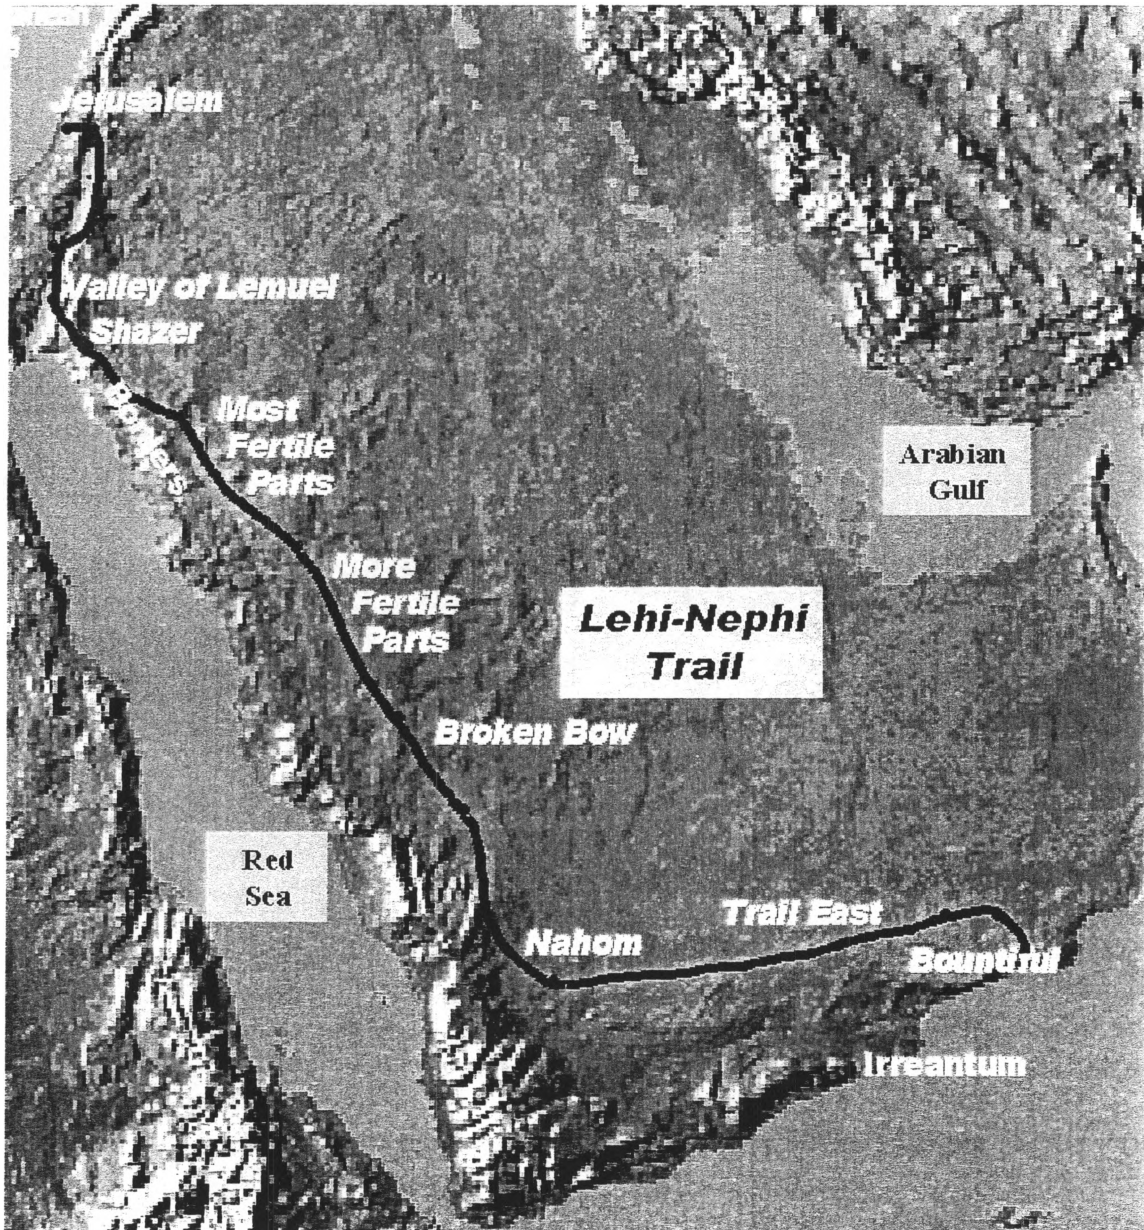 Jerusalem
Valley of Lemuel
Shazer
Borders
Most
Fertile
Parts
Arabian
Gulf
More
Fertile
Parts
Lehi-Nephi
Trail
Broken Bow
Red
Sea
Trail East
Nahom
Bountiful
Irreantum